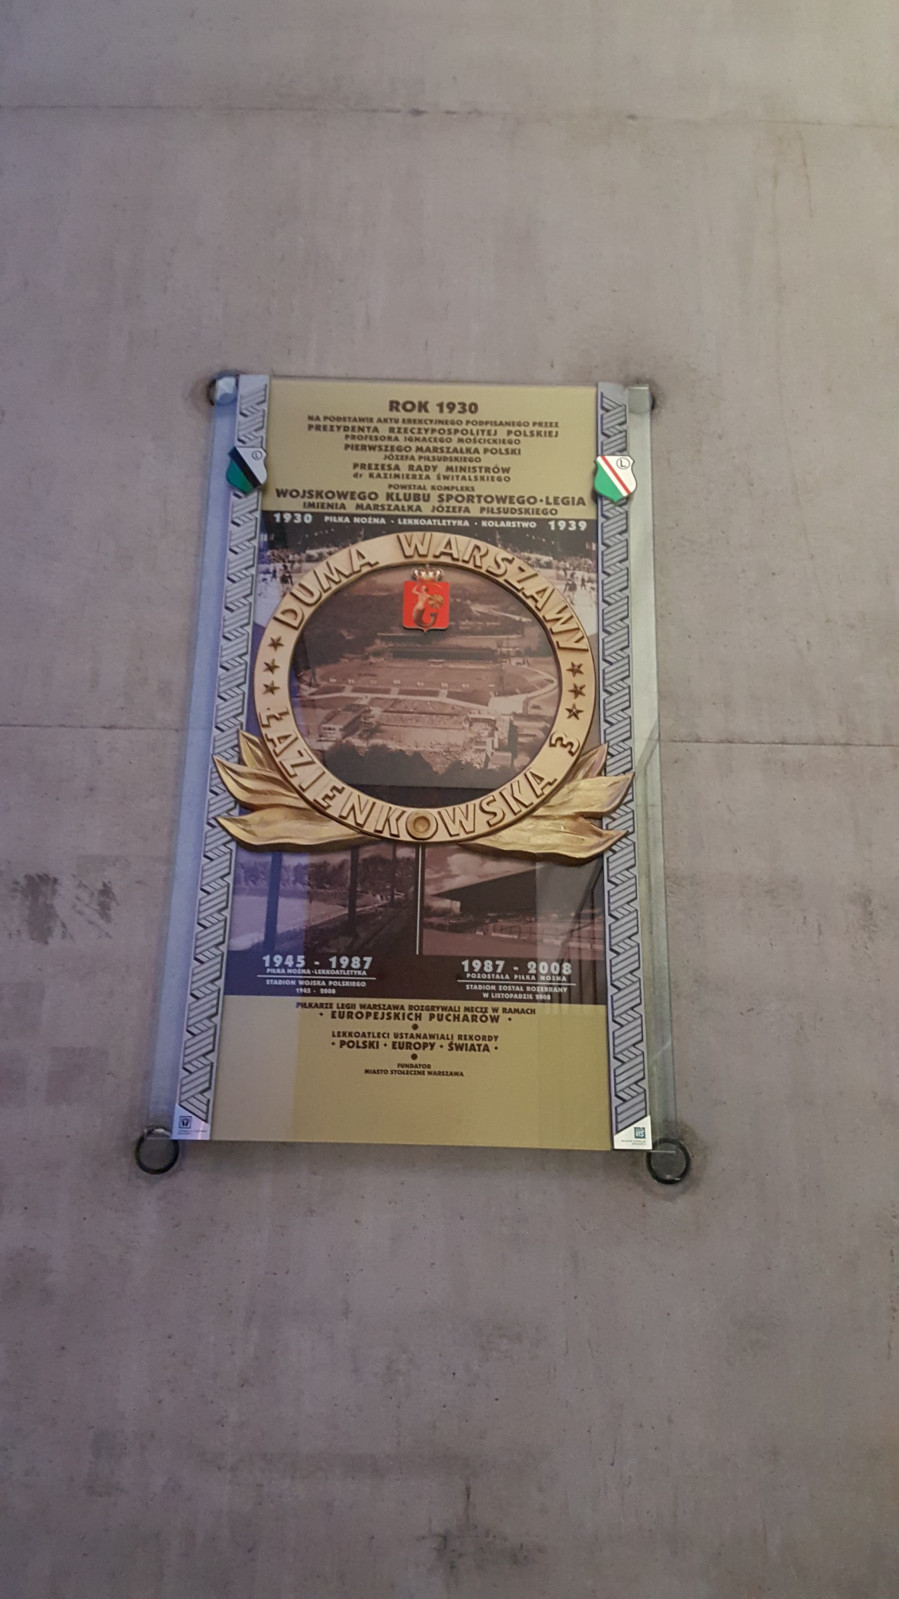 ROK 1930
NA PODSTAWIE AKTU EREKCYJNEGO PODPISANEGO PRZEZ
PREZYDENTA RZECZYPOSPOLITEJ POLSKIEJ
PROFESORA IGNACEGO MOŚCICKIEGO
PIERWSZEGO MARSZAŁKA POLSKI
JÓZEFA PIŁSUDSKIEGO
PREZESA RADY MINISTRÓW
dr KAZIMIERZA ŚWITALSKIEGO
POWSTAŁ KOMPLEKS
WOJSKOWEGO KLUBU SPORTOWEGO·LEGIA
IMIENIA MARSZAŁKA JÓZEFA PIŁSUDSKIEGO
1930 PIŁKA NOŻNA · LEKKOATLETYKA · KOLARSTWO 1939
DUMA WARSZAWY
ŁAZIENKOWSKA 3
1945 - 1987
PIŁKA NOŻNA·LEKKOATLETYKA
STADION WOJSKA POLSKIEGO
1945 - 2008
1987 - 2008
POZOSTAŁA PIŁKA NOŻNA
STADION ZOSTAŁ ROZEBRANY
W LISTOPADZIE 2008
PIŁKARZE LEGII WARSZAWA ROZGRYWALI MECZE W RAMACH
· EUROPEJSKICH PUCHARÓW ·
LEKKOATLECI USTANAWIALI REKORDY
· POLSKI · EUROPY · ŚWIATA ·
FUNDATOR
MIASTO STOŁECZNE WARSZAWA